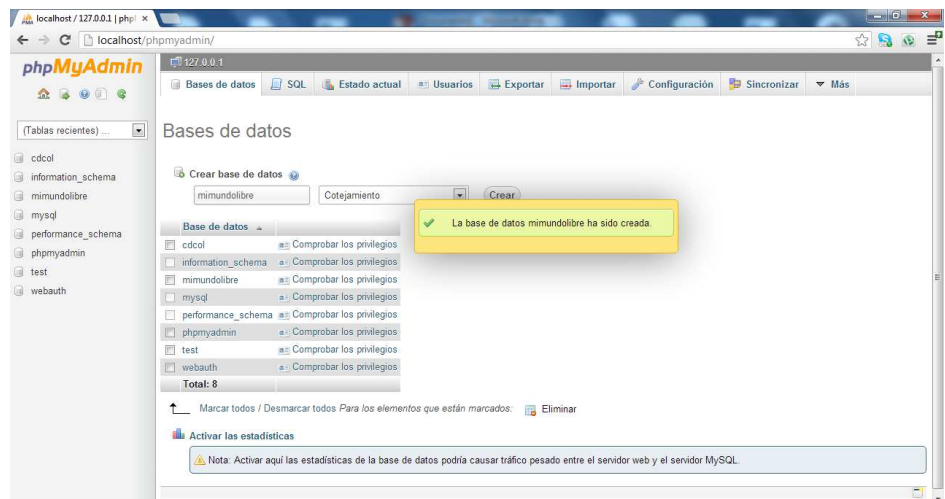 localhost / 127.0.0.1 | phpl
localhost/phpmyadmin/
phpMyAdmin
(Tablas recientes) ...
cdcol
information_schema
mimundolibre
mysql
performance_schema
phpmyadmin
test
webauth
127.0.0.1
Bases de datos SQL Estado actual Usuarios Exportar Importar Configuración Sincronizar Más
Bases de datos
Crear base de datos
mimundolibre Cotejamiento Crear
La base de datos mimundolibre ha sido creada.
Base de datos
cdcol Comprobar los privilegios
information_schema Comprobar los privilegios
mimundolibre Comprobar los privilegios
mysql Comprobar los privilegios
performance_schema Comprobar los privilegios
phpmyadmin Comprobar los privilegios
test Comprobar los privilegios
webauth Comprobar los privilegios
Total: 8
Marcar todos / Desmarcar todos Para los elementos que están marcados: Eliminar
Activar las estadísticas
Nota: Activar aquí las estadísticas de la base de datos podría causar tráfico pesado entre el servidor web y el servidor MySQL.